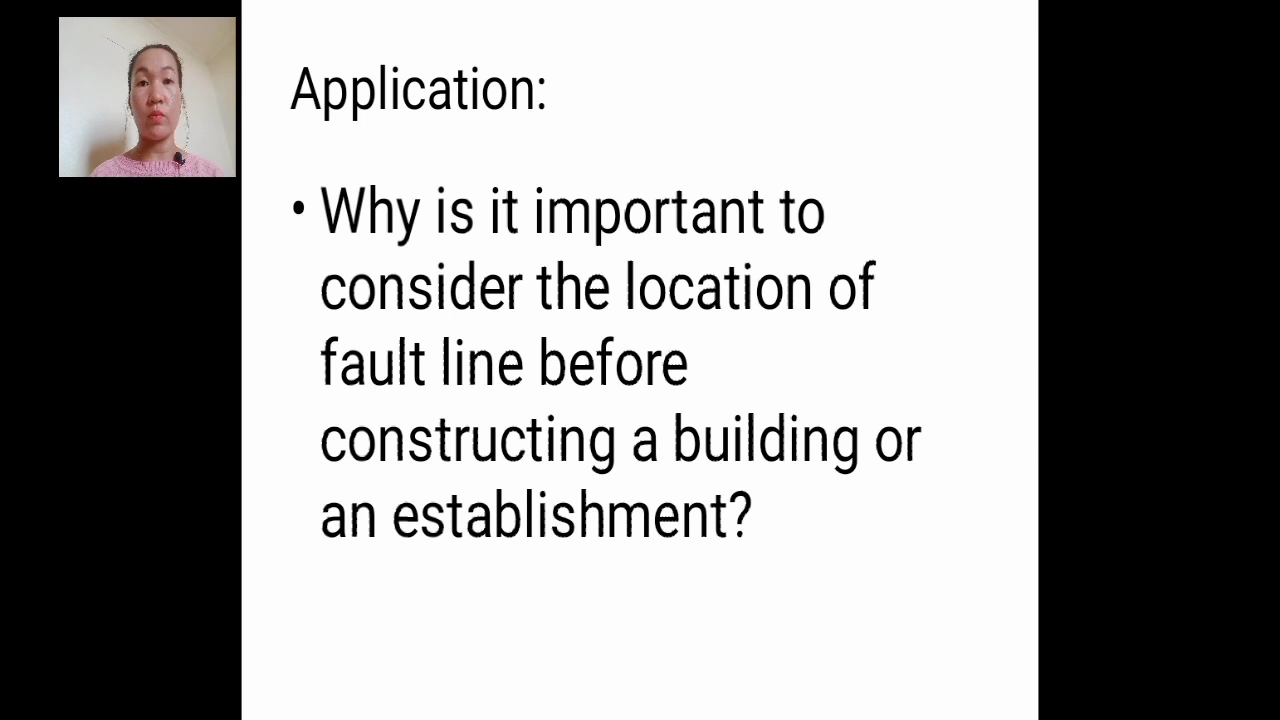 Application:
• Why is it important to
consider the location of
fault line before
constructing a building or
an establishment?